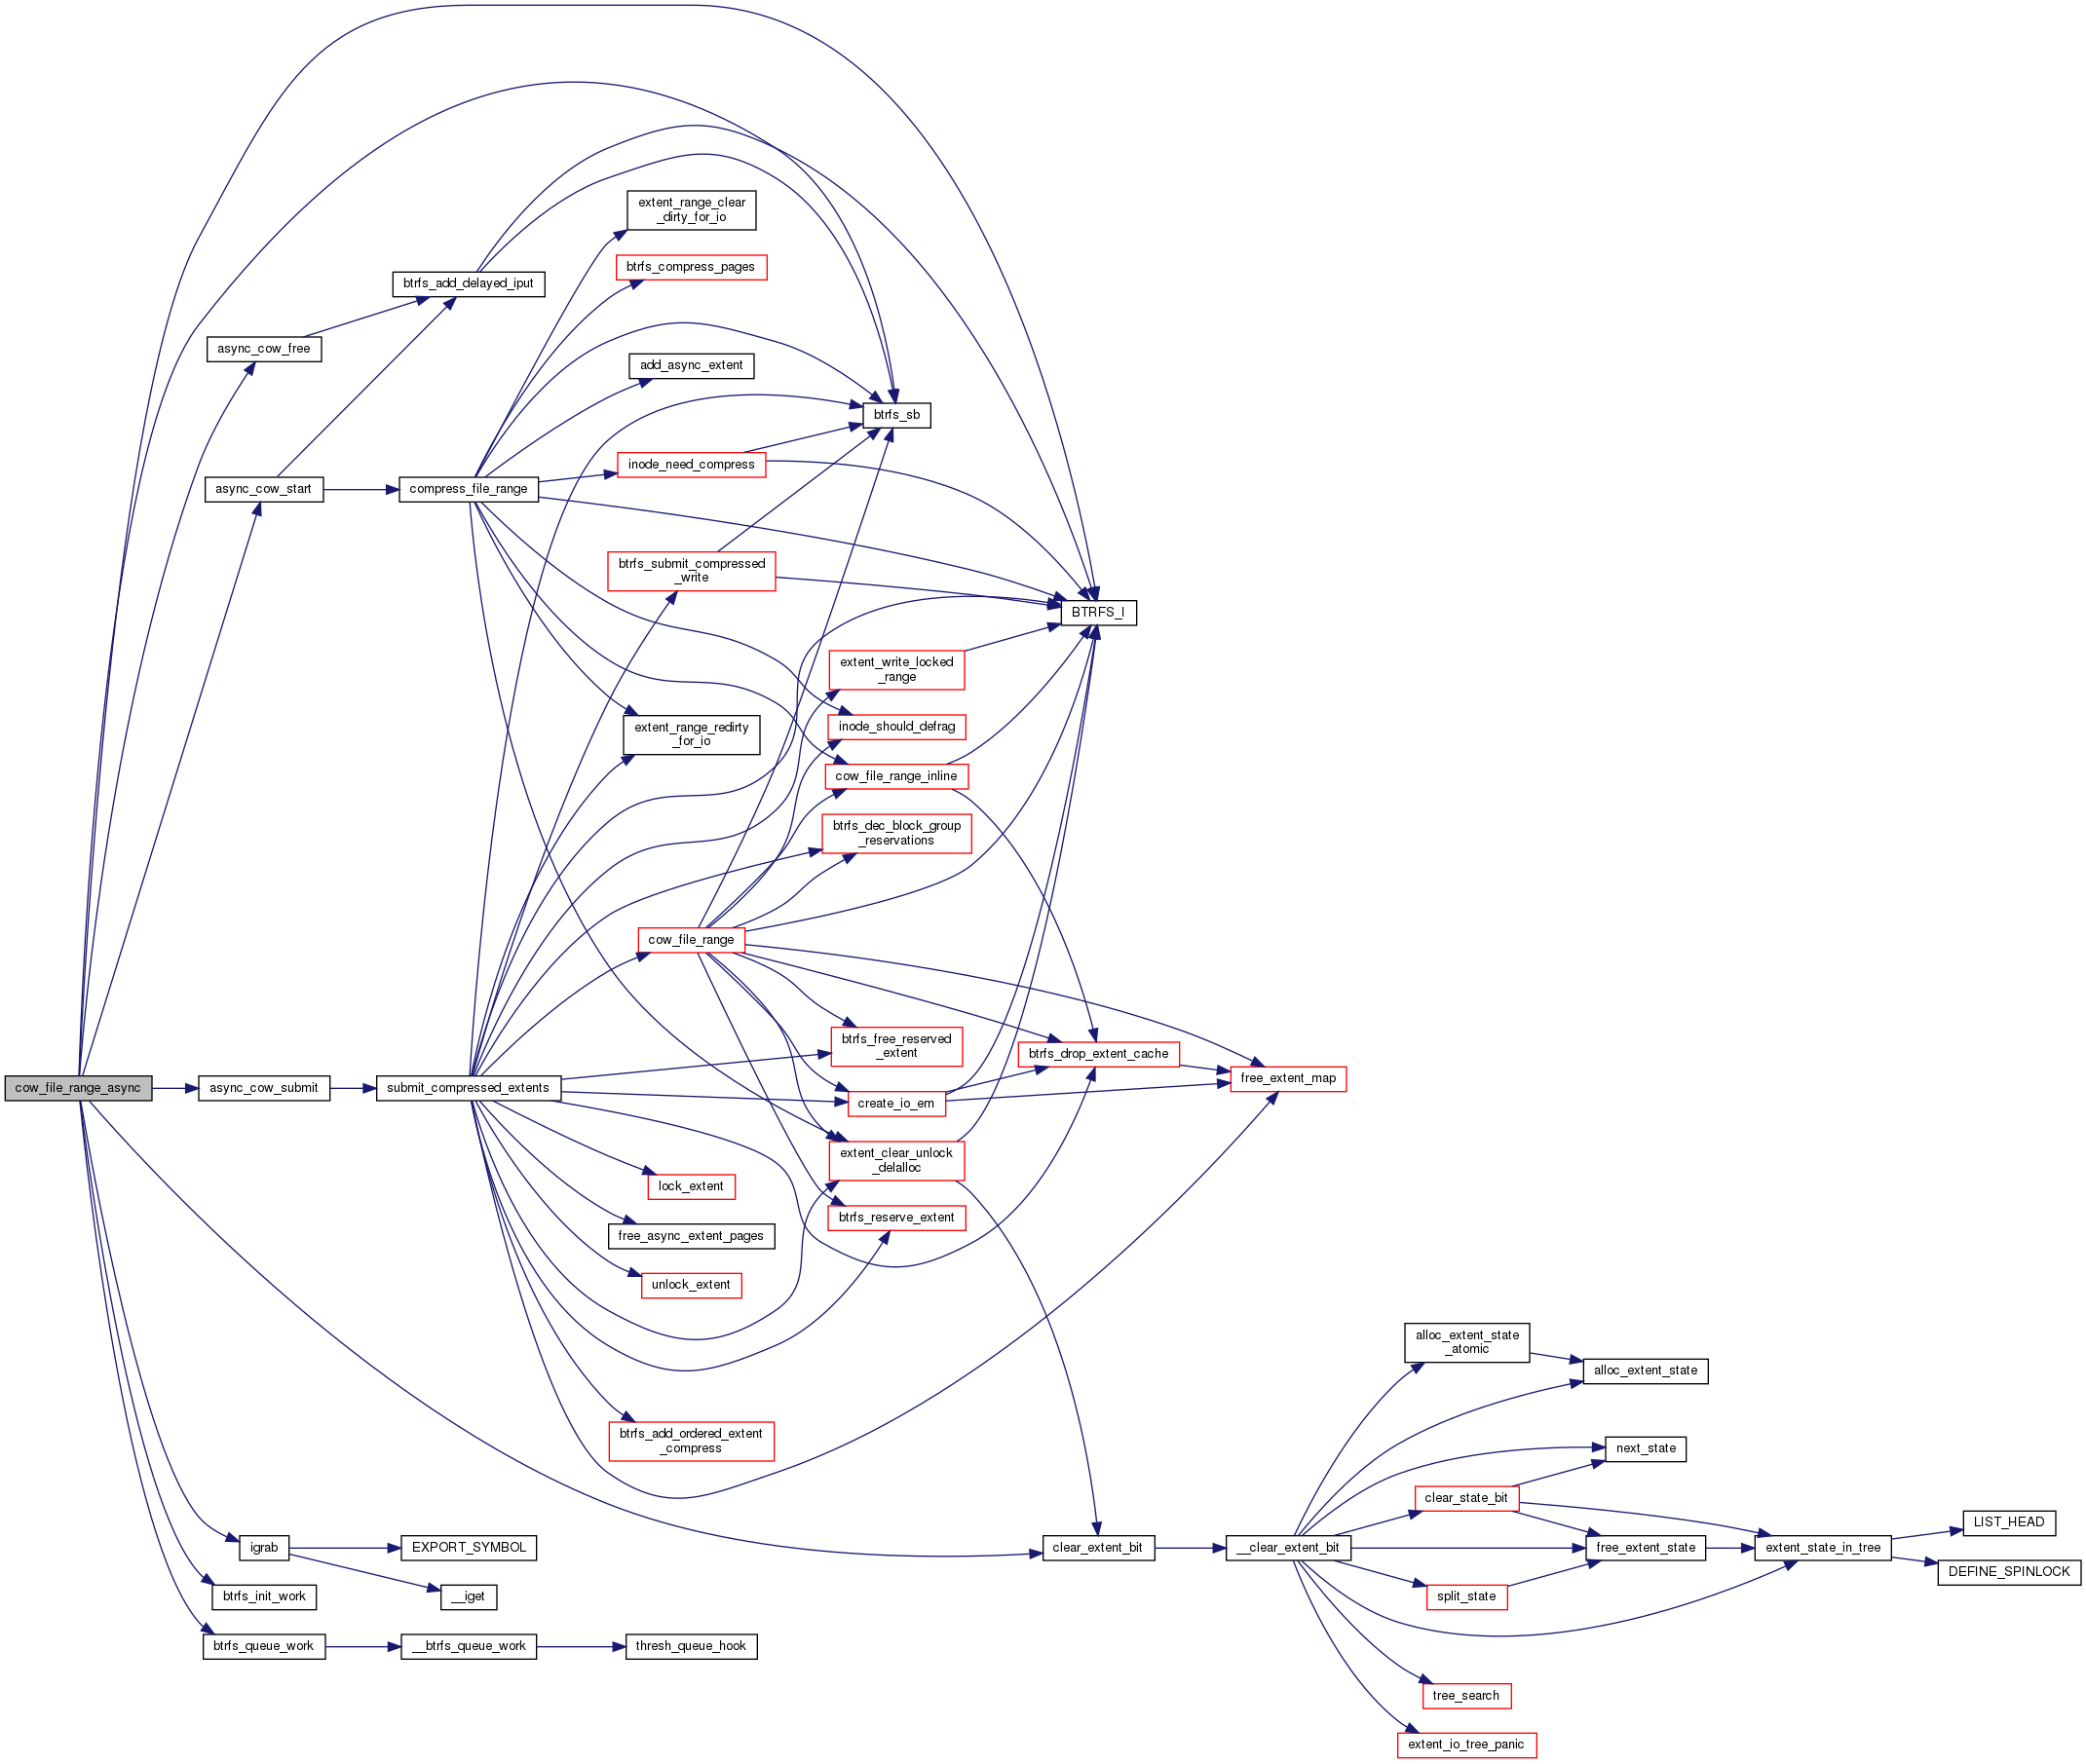 extent_range_clear
_dirty_for_io
btrfs_compress_pages
btrfs_add_delayed_iput
async_cow_free
add_async_extent
btrfs_sb
inode_need_compress
async_cow_start
compress_file_range
btrfs_submit_compressed
_write
BTRFS_I
extent_write_locked
_range
extent_range_redirty
_for_io
inode_should_defrag
cow_file_range_inline
btrfs_dec_block_group
_reservations
cow_file_range
btrfs_free_reserved
_extent
btrfs_drop_extent_cache
free_extent_map
cow_file_range_async
async_cow_submit
submit_compressed_extents
create_io_em
extent_clear_unlock
_delalloc
lock_extent
btrfs_reserve_extent
free_async_extent_pages
unlock_extent
alloc_extent_state
_atomic
alloc_extent_state
btrfs_add_ordered_extent
_compress
next_state
clear_state_bit
LIST_HEAD
igrab
EXPORT_SYMBOL
clear_extent_bit
__clear_extent_bit
free_extent_state
extent_state_in_tree
DEFINE_SPINLOCK
btrfs_init_work
__iget
split_state
btrfs_queue_work
__btrfs_queue_work
thresh_queue_hook
tree_search
extent_io_tree_panic